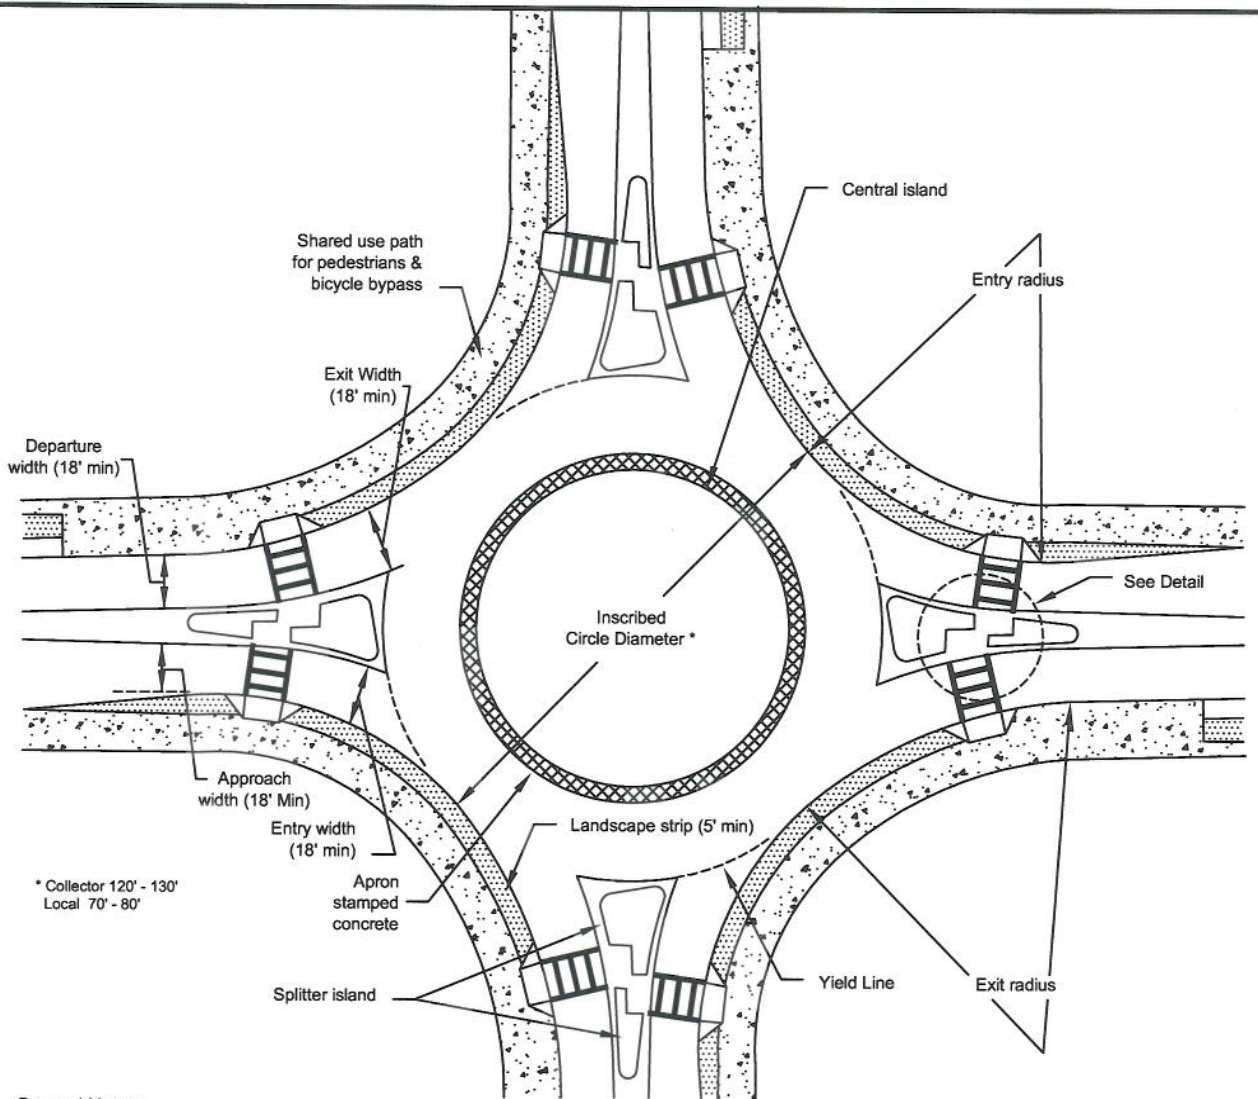 Central island
Shared use path
for pedestrians &
bicycle bypass
Entry radius
Exit Width
(18' min)
Departure
width (18' min)
See Detail
Inscribed
Circle Diameter *
Approach
width (18' Min)
Entry width
(18' min)
Landscape strip (5' min)
* Collector 120' - 130'
Local 70' - 80'
Apron
stamped
concrete
Splitter island
Yield Line
Exit radius